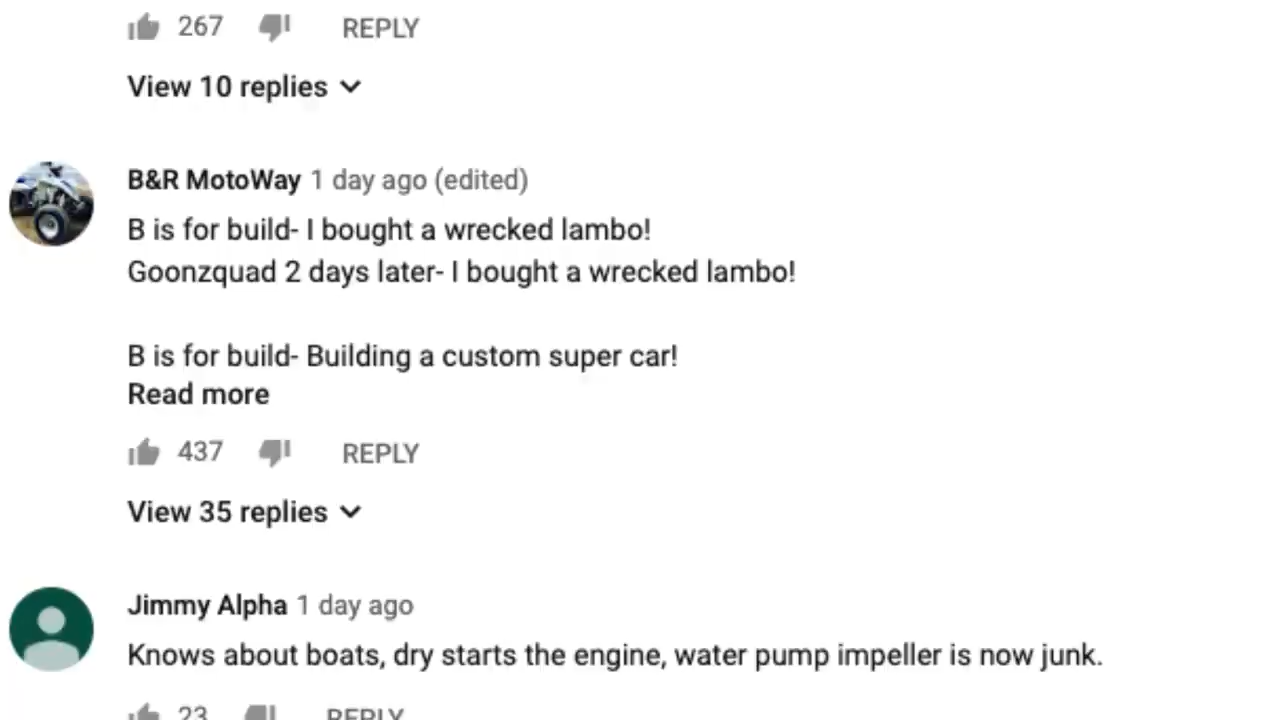 267 REPLY
View 10 replies
B&R MotoWay 1 day ago (edited)
B is for build- I bought a wrecked lambo!
Goonzquad 2 days later- I bought a wrecked lambo!
B is for build- Building a custom super car!
Read more
437 REPLY
View 35 replies
Jimmy Alpha 1 day ago
Knows about boats, dry starts the engine, water pump impeller is now junk.
23 REPLY